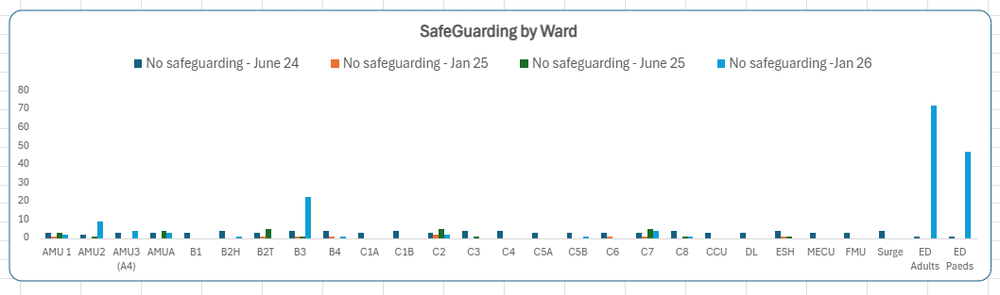 SafeGuarding by Ward
No safeguarding - June 24 No safeguarding - Jan 25 No safeguarding - June 25 No safeguarding -Jan 26
80
70
60
50
40
30
20
10
0
AMU 1 AMU2 AMU3 AMUA B1 B2H B2T B3 B4 C1A C1B C2 C3 C4 C5A C5B C6 C7 C8 CCU DL ESH MECU FMU Surge ED ED
(A4) Adults Paeds